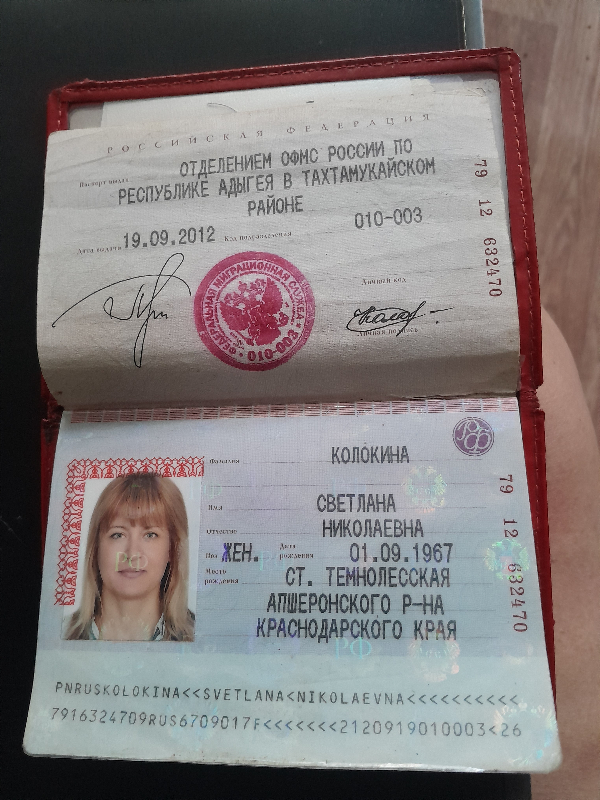 РОССИЙСКАЯ ФЕДЕРАЦИЯ
Паспорт выдан ОТДЕЛЕНИЕМ ОФМС РОССИИ ПО
РЕСПУБЛИКЕ АДЫГЕЯ В ТАХТАМУКАЙСКОМ
РАЙОНЕ
Дата выдачи 19.09.2012 Код подразделения 010-003
79 12 632470
Личный код
Личная подпись
ФЕДЕРАЛЬНАЯ МИГРАЦИОННАЯ СЛУЖБА
010-003
РФ
Фамилия КОЛОКИНА
Имя СВЕТЛАНА
Отчество НИКОЛАЕВНА
Пол ЖЕН. Дата рождения 01.09.1967
Место рождения СТ. ТЕМНОЛЕССКАЯ
АПШЕРОНСКОГО Р-НА
КРАСНОДАРСКОГО КРАЯ
79 12 632470
PNRUSKOLOKINA<<SVETLANA<NIKOLAEVNA<<<<<<<<<<
7916324709RUS6709017F<<<<<<<2120919010003<26